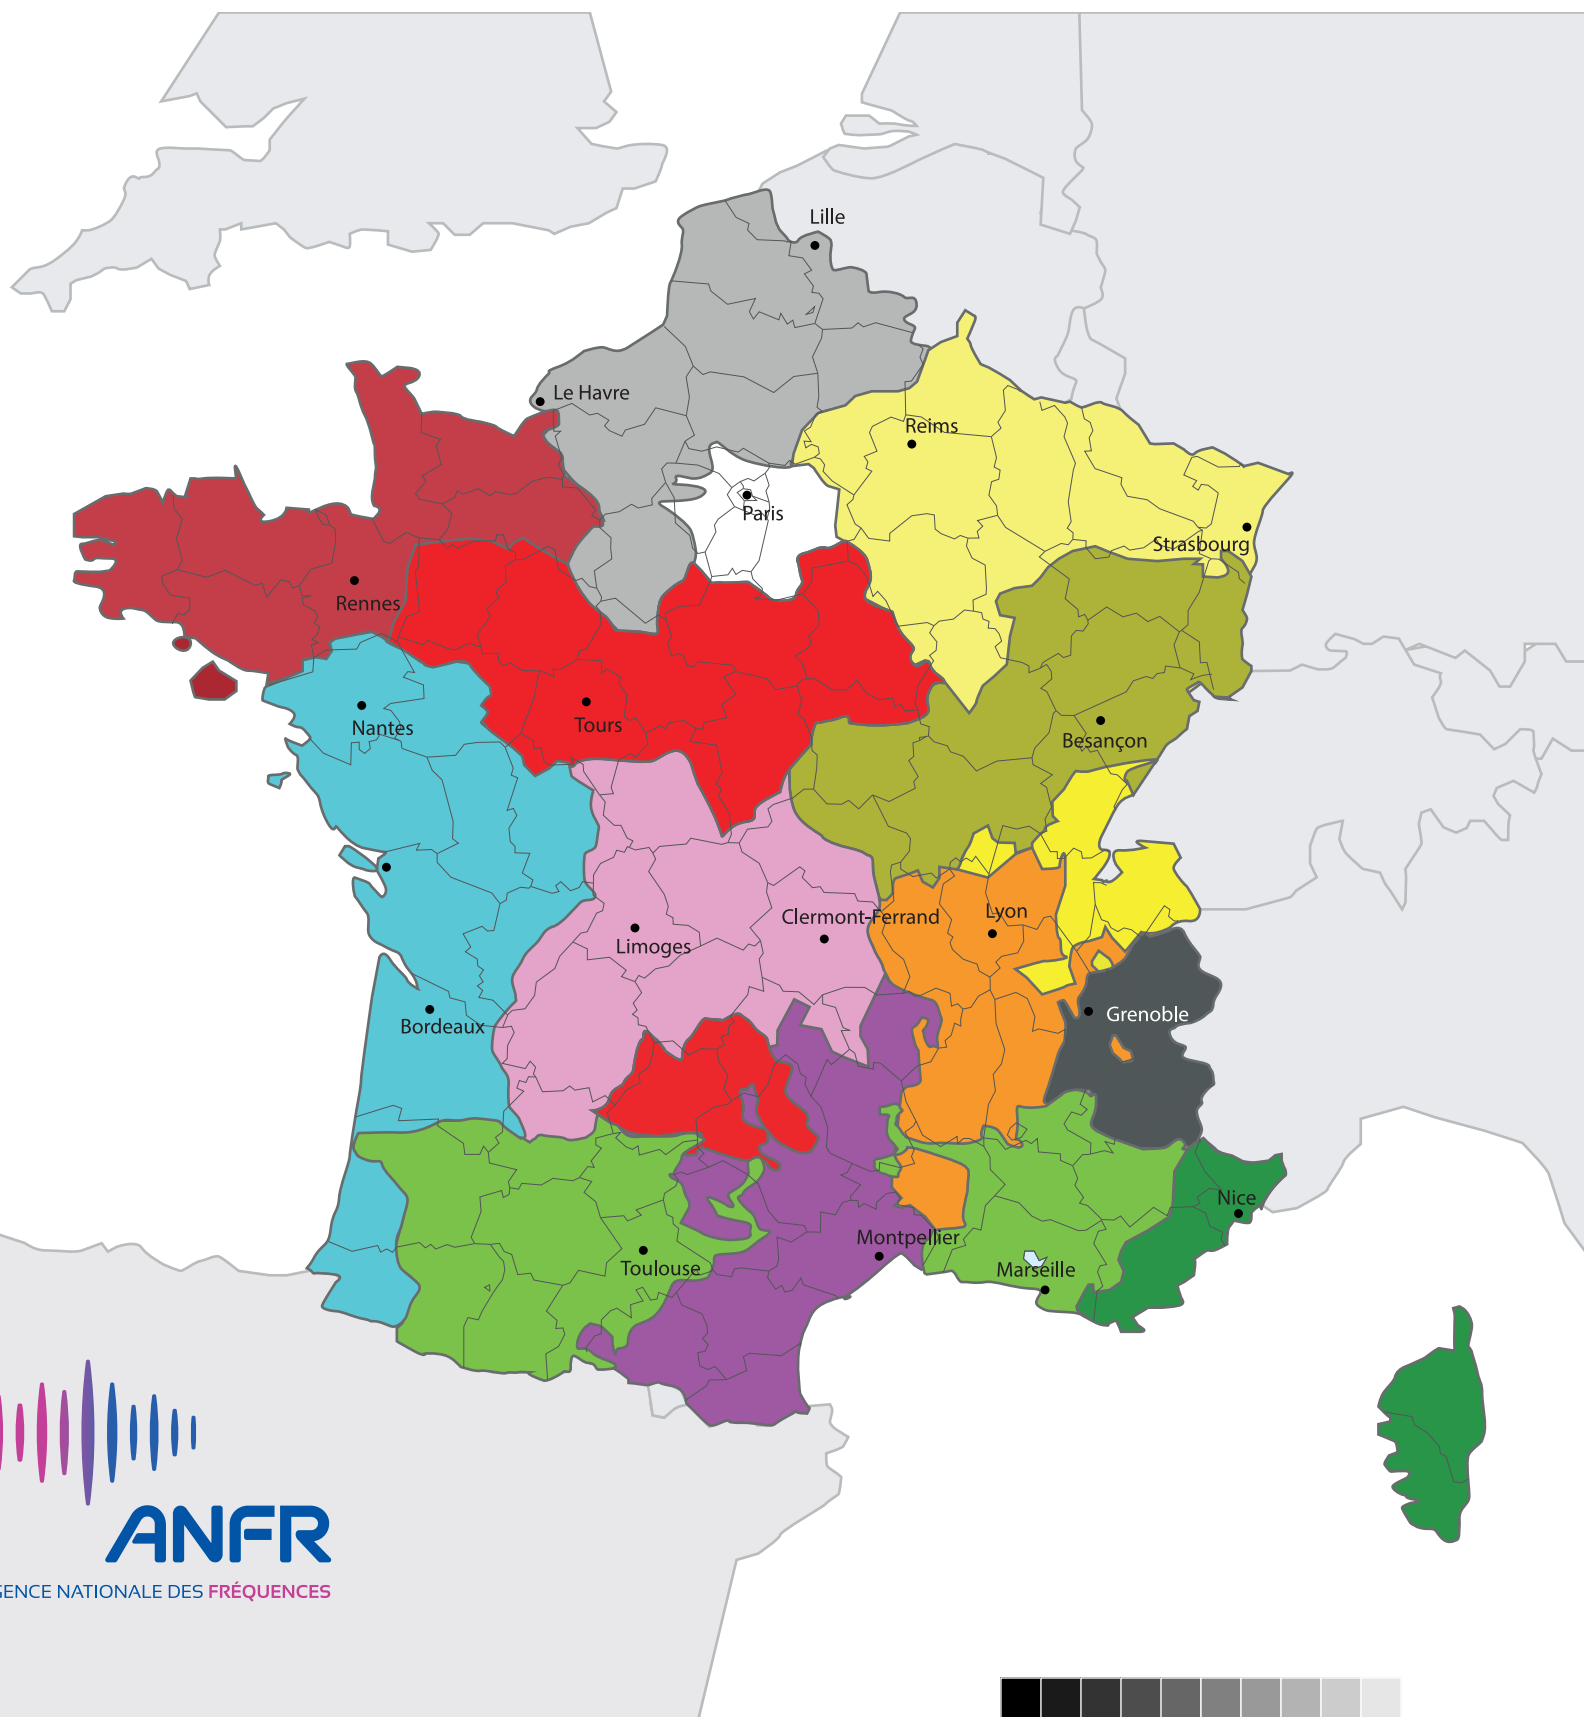 Lille
Le Havre
Reims
Paris
Strasbourg
Rennes
Nantes
Tours
Besançon
Clermont-Ferrand
Lyon
Limoges
Bordeaux
Grenoble
Nice
Montpellier
Toulouse
Marseille
ANFR
GENCE NATIONALE DES FRÉQUENCES